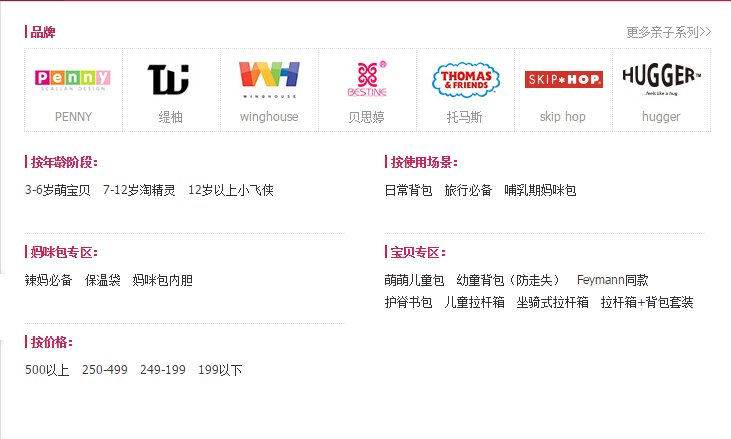 品牌
更多亲子系列>>
Penny
SCALLAN DESIGN
WH
WINGHOUSE
BESTINE
THOMAS
& FRIENDS
SKIP*HOP
HUGGER™
...feels like a hug
PENNY 缇柚 winghouse 贝思婷 托马斯 skip hop hugger
按年龄阶段：
3-6岁萌宝贝 7-12岁淘精灵 12岁以上小飞侠
按使用场景：
日常背包 旅行必备 哺乳期妈咪包
妈咪包专区：
辣妈必备 保温袋 妈咪包内胆
宝贝专区：
萌萌儿童包 幼童背包（防走失） Feymann同款
护脊书包 儿童拉杆箱 坐骑式拉杆箱 拉杆箱+背包套装
按价格：
500以上 250-499 249-199 199以下